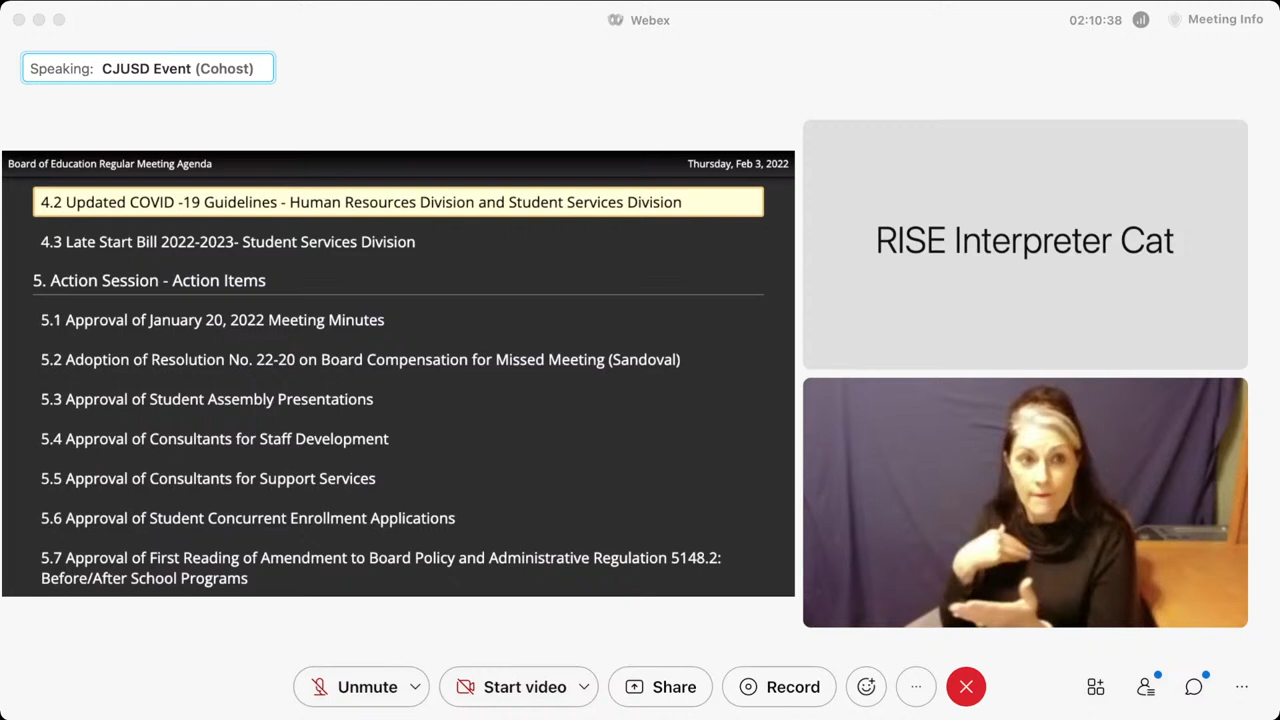 Webex
02:10:38
Meeting Info
Speaking: CJUSD Event (Cohost)
Board of Education Regular Meeting Agenda
Thursday, Feb 3, 2022
4.2 Updated COVID -19 Guidelines - Human Resources Division and Student Services Division
4.3 Late Start Bill 2022-2023- Student Services Division
5. Action Session - Action Items
5.1 Approval of January 20, 2022 Meeting Minutes
5.2 Adoption of Resolution No. 22-20 on Board Compensation for Missed Meeting (Sandoval)
5.3 Approval of Student Assembly Presentations
5.4 Approval of Consultants for Staff Development
5.5 Approval of Consultants for Support Services
5.6 Approval of Student Concurrent Enrollment Applications
5.7 Approval of First Reading of Amendment to Board Policy and Administrative Regulation 5148.2:
Before/After School Programs
RISE Interpreter Cat
Unmute
Start video
Share
Record